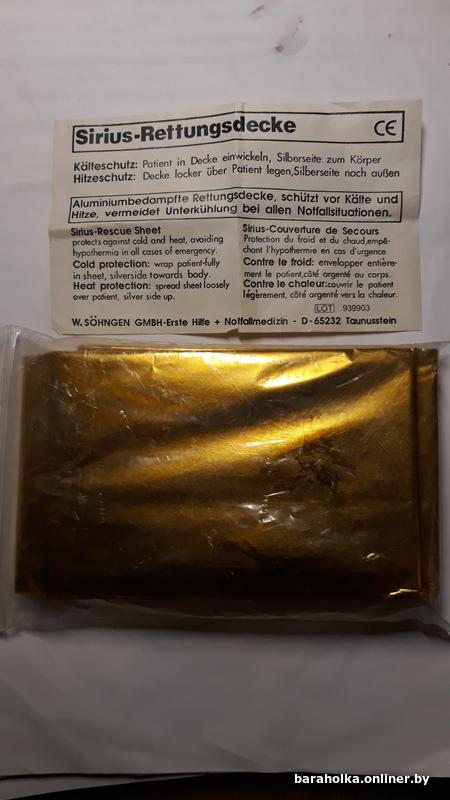 Sirius-Rettungsdecke CE
Kälteschutz: Patient in Decke einwickeln, Silberseite zum Körper
Hitzeschutz: Decke locker über Patient legen,Silberseite nach außen
Aluminiumbedampfte Rettungsdecke, schützt vor Kälte und
Hitze, vermeidet Unterkühlung bei allen Notfallsituationen.
Sirius-Rescue Sheet
protects against cold and heat, avoiding
hypothermia in all cases of emergency.
Cold protection: wrap patient-fully
in sheet, silverside towards body.
Heat protection: spread sheet loosely
over patient, silver side up.
Sirius-Couverture de Secours
Protection du froid et du chaud,empê-
chant l'hypothermie en cas d'urgence.
Contre le froid: envelopper entière-
ment le patient,côté argenté au corps.
Contre le chaleur:couvrir le patient
légèrement, côté argenté vers la chaleur.
LOT 939903
W.SÖHNGEN GMBH-Erste Hilfe + Notfallmedizin - D-65232 Taunusstein
baraholka.onliner.by